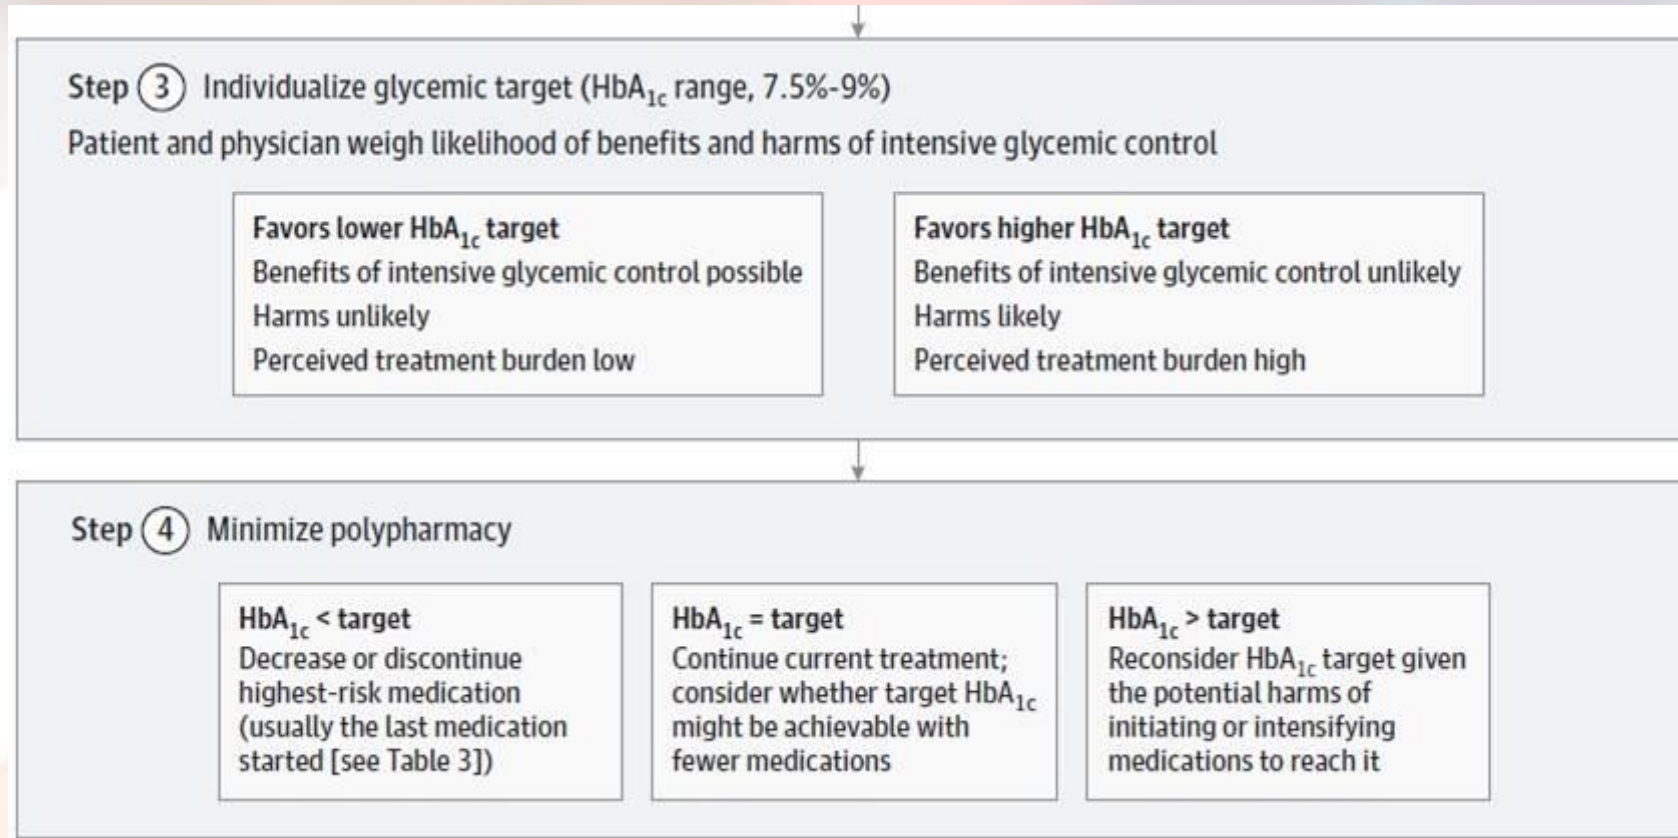 Step 3 Individualize glycemic target (HbA1c range, 7.5%-9%)
Patient and physician weigh likelihood of benefits and harms of intensive glycemic control
Favors lower HbA1c target
Benefits of intensive glycemic control possible
Harms unlikely
Perceived treatment burden low
Favors higher HbA1c target
Benefits of intensive glycemic control unlikely
Harms likely
Perceived treatment burden high
Step 4 Minimize polypharmacy
HbA1c < target
Decrease or discontinue
highest-risk medication
(usually the last medication
started [see Table 3])
HbA1c = target
Continue current treatment;
consider whether target HbA1c
might be achievable with
fewer medications
HbA1c > target
Reconsider HbA1c target given
the potential harms of
initiating or intensifying
medications to reach it